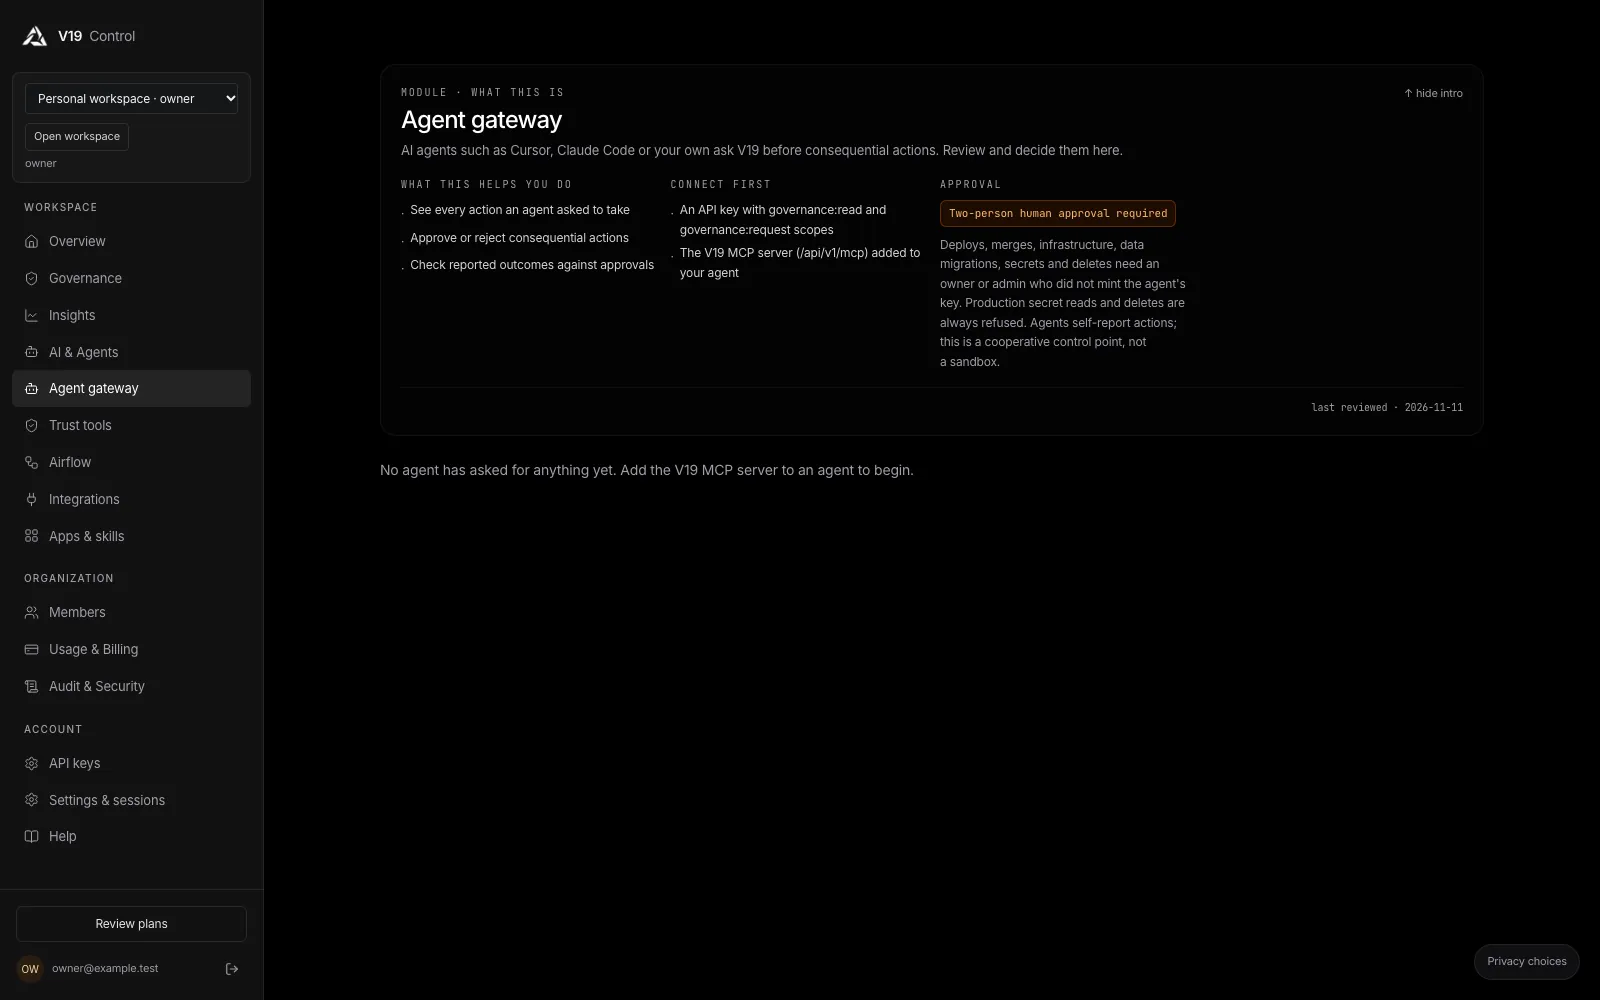 V19 Control
Personal workspace · owner
Open workspace
owner
WORKSPACE
Overview
Governance
Insights
AI & Agents
Agent gateway
Trust tools
Airflow
Integrations
Apps & skills
ORGANIZATION
Members
Usage & Billing
Audit & Security
ACCOUNT
API keys
Settings & sessions
Help
Review plans
OW owner@example.test
MODULE · WHAT THIS IS
↑ hide intro
Agent gateway
AI agents such as Cursor, Claude Code or your own ask V19 before consequential actions. Review and decide them here.
WHAT THIS HELPS YOU DO
. See every action an agent asked to take
. Approve or reject consequential actions
. Check reported outcomes against approvals
CONNECT FIRST
. An API key with governance:read and
governance:request scopes
. The V19 MCP server (/api/v1/mcp) added to
your agent
APPROVAL
Two-person human approval required
Deploys, merges, infrastructure, data
migrations, secrets and deletes need an
owner or admin who did not mint the agent's
key. Production secret reads and deletes are
always refused. Agents self-report actions;
this is a cooperative control point, not
a sandbox.
last reviewed · 2026-11-11
No agent has asked for anything yet. Add the V19 MCP server to an agent to begin.
Privacy choices